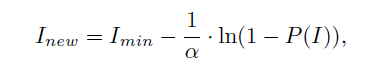 I_{new} = I_{min} - \frac{1}{\alpha} \cdot \ln(1 - P(I)),